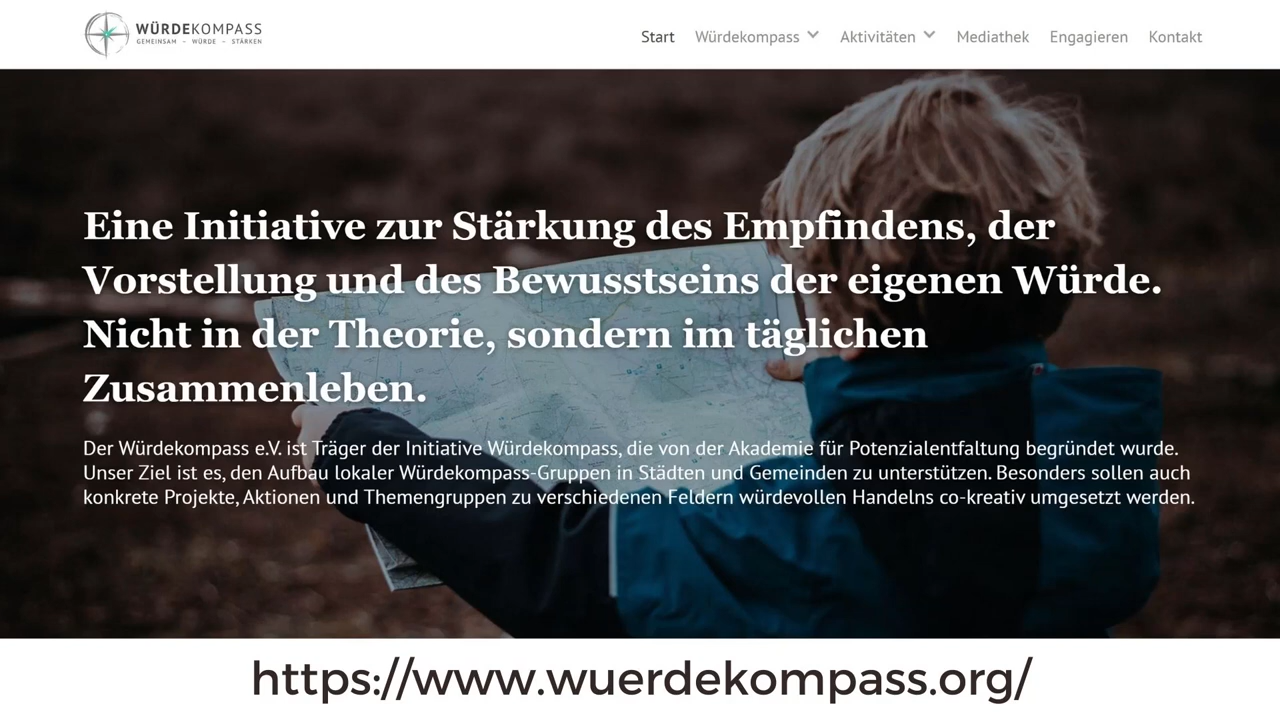 WÜRDEKOMPASS
GEMEINSAM – WÜRDE – STÄRKEN
Start Würdekompass Aktivitäten Mediathek Engagieren Kontakt
Eine Initiative zur Stärkung des Empfindens, der
Vorstellung und des Bewusstseins der eigenen Würde.
Nicht in der Theorie, sondern im täglichen
Zusammenleben.
Der Würdekompass e.V. ist Träger der Initiative Würdekompass, die von der Akademie für Potenzialentfaltung begründet wurde.
Unser Ziel ist es, den Aufbau lokaler Würdekompass-Gruppen in Städten und Gemeinden zu unterstützen. Besonders sollen auch
konkrete Projekte, Aktionen und Themengruppen zu verschiedenen Feldern würdevollen Handelns co-kreativ umgesetzt werden.
https://www.wuerdekompass.org/